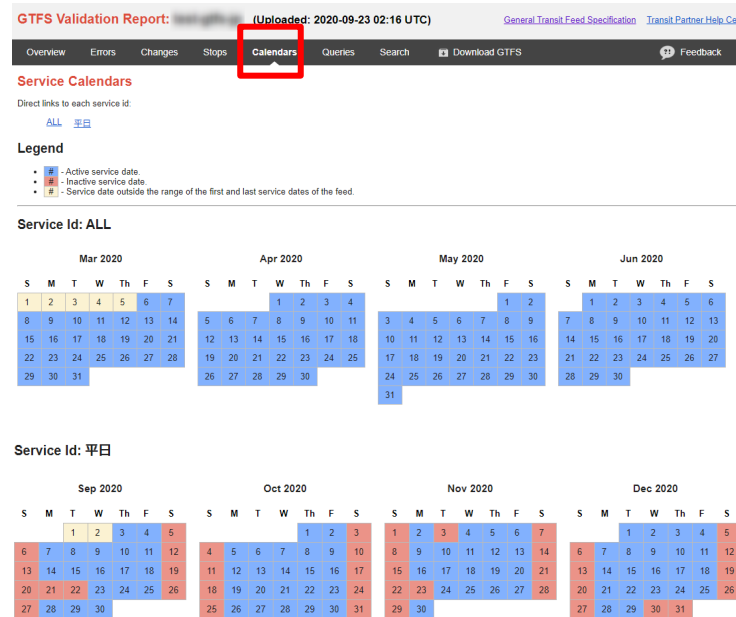 GTFS Validation Report: (Uploaded: 2020-09-23 02:16 UTC) General Transit Feed Specification Transit Partner Help Ce
Overview Errors Changes Stops Calendars Queries Search Download GTFS Feedback
Service Calendars
Direct links to each service id:
ALL 平日
Legend
• # - Active service date.
• # - Inactive service date.
• # - Service date outside the range of the first and last service dates of the feed.
Service Id: ALL
Mar 2020 Apr 2020 May 2020 Jun 2020
S M T W Th F S S M T W Th F S S M T W Th F S S M T W Th F S
1 2 3 4 5 6 7 1 2 3 4 1 2 1 2 3 4 5 6
8 9 10 11 12 13 14 5 6 7 8 9 10 11 3 4 5 6 7 8 9 7 8 9 10 11 12 13
15 16 17 18 19 20 21 12 13 14 15 16 17 18 10 11 12 13 14 15 16 14 15 16 17 18 19 20
22 23 24 25 26 27 28 19 20 21 22 23 24 25 17 18 19 20 21 22 23 21 22 23 24 25 26 27
29 30 31 26 27 28 29 30 24 25 26 27 28 29 30 28 29 30
31
Service Id: 平日
Sep 2020 Oct 2020 Nov 2020 Dec 2020
S M T W Th F S S M T W Th F S S M T W Th F S S M T W Th F S
1 2 3 4 5 1 2 3 1 2 3 4 5 6 7 1 2 3 4 5
6 7 8 9 10 11 12 4 5 6 7 8 9 10 8 9 10 11 12 13 14 6 7 8 9 10 11 12
13 14 15 16 17 18 19 11 12 13 14 15 16 17 15 16 17 18 19 20 21 13 14 15 16 17 18 19
20 21 22 23 24 25 26 18 19 20 21 22 23 24 22 23 24 25 26 27 28 20 21 22 23 24 25 26
27 28 29 30 25 26 27 28 29 30 31 29 30 27 28 29 30 31